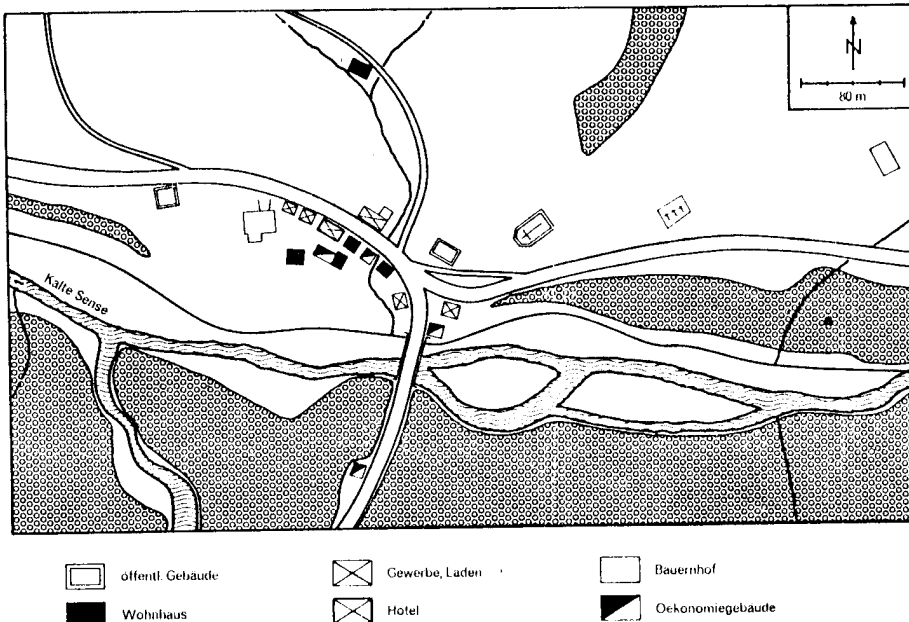 N
80 m
Kalte Sense
öffentl. Gebäude
Gewerbe, Laden
Bauernhof
Wohnhaus
Hotel
Oekonomiegebäude